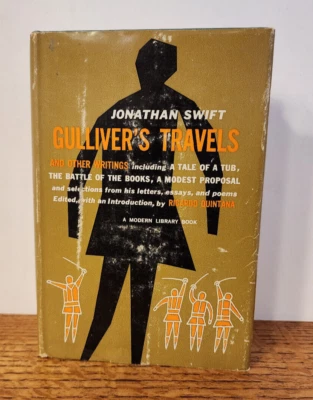 JONATHAN SWIFT
GULLIVER'S TRAVELS
AND OTHER WRITINGS including A TALE OF A TUB,
THE BATTLE OF THE BOOKS, A MODEST PROPOSAL
and selections from his letters, essays, and poems
Edited, with an Introduction, by RICARDO QUINTANA
A MODERN LIBRARY BOOK